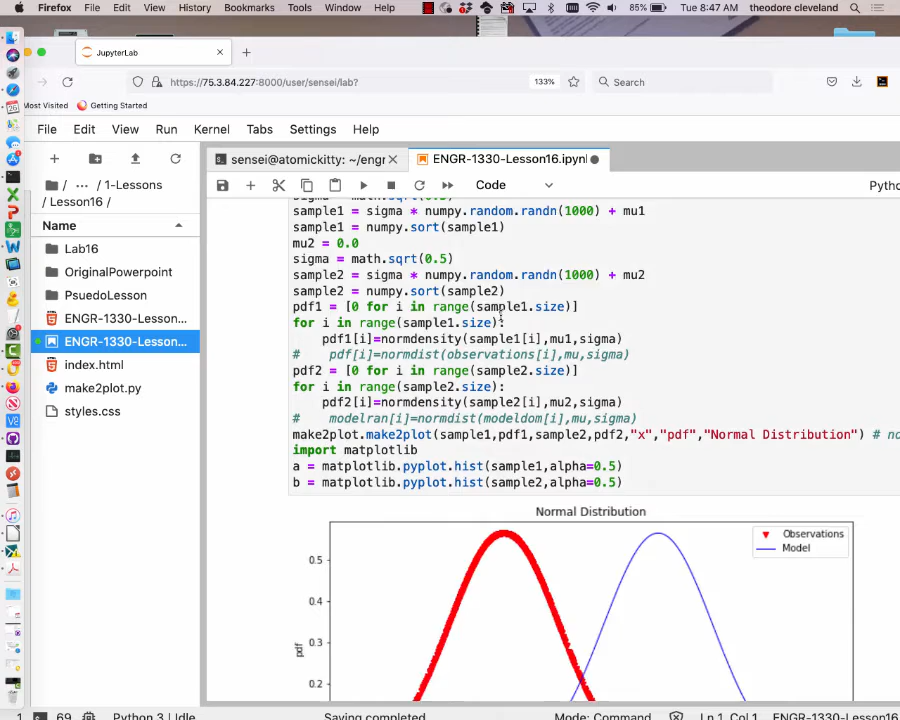 Firefox File Edit View History Bookmarks Tools Window Help 85% Tue 8:47 AM theodore cleveland
JupyterLab
https://75.3.84.227:8000/user/sensei/lab? 133% Search
Most Visited Getting Started
File Edit View Run Kernel Tabs Settings Help
sensei@atomickitty: ~/engr ENGR-1330-Lesson16.ipynb
/ ... / 1-Lessons
/ Lesson16 /
Code
Name
Lab16
OriginalPowerpoint
PsuedoLesson
ENGR-1330-Lesson...
ENGR-1330-Lesson...
index.html
make2plot.py
styles.css
sample1 = sigma * numpy.random.randn(1000) + mu1
sample1 = numpy.sort(sample1)
mu2 = 0.0
sigma = math.sqrt(0.5)
sample2 = sigma * numpy.random.randn(1000) + mu2
sample2 = numpy.sort(sample2)
pdf1 = [0 for i in range(sample1.size)]
for i in range(sample1.size):
pdf1[i]=normdensity(sample1[i],mu1,sigma)
# pdf[i]=normdist(observations[i],mu,sigma)
pdf2 = [0 for i in range(sample2.size)]
for i in range(sample2.size):
pdf2[i]=normdensity(sample2[i],mu2,sigma)
# modelran[i]=normdist(modeldom[i],mu,sigma)
make2plot.make2plot(sample1,pdf1,sample2,pdf2,"x","pdf","Normal Distribution") # no
import matplotlib
a = matplotlib.pyplot.hist(sample1,alpha=0.5)
b = matplotlib.pyplot.hist(sample2,alpha=0.5)
Normal Distribution
Observations
Model
0.5
0.4
0.3
0.2
pdf
1 69 Python 3 | Idle Saving completed Mode: Command Ln 1, Col 1 ENGR-1330-Lesson16